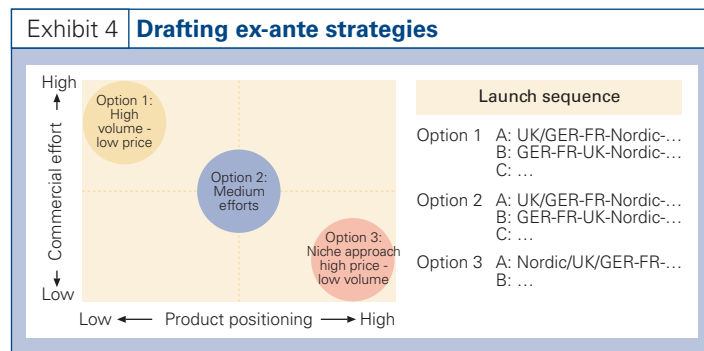 Exhibit 4 Drafting ex-ante strategies
High
Commercial effort
Low
Option 1:
High
volume -
low price
Option 2:
Medium
efforts
Option 3:
Niche approach
high price -
low volume
Low Product positioning High
Launch sequence
Option 1 A: UK/GER-FR-Nordic-…
B: GER-FR-UK-Nordic-…
C: …
Option 2 A: UK/GER-FR-Nordic-…
B: GER-FR-UK-Nordic-…
C: …
Option 3 A: Nordic/UK/GER-FR-…
B: …